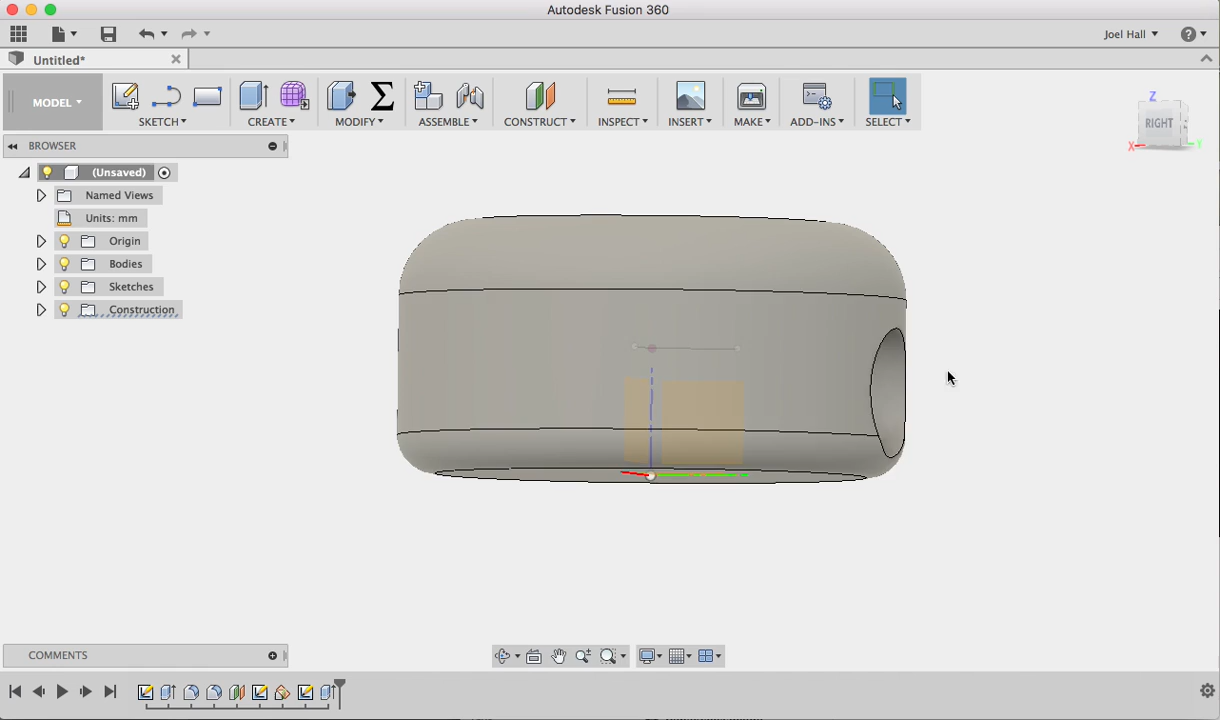 Autodesk Fusion 360
Joel Hall
Untitled*
MODEL
SKETCH
CREATE
MODIFY
ASSEMBLE
CONSTRUCT
INSPECT
INSERT
MAKE
ADD-INS
SELECT
Z
RIGHT
X
Y
BROWSER
(Unsaved)
Named Views
Units: mm
Origin
Bodies
Sketches
Construction
COMMENTS